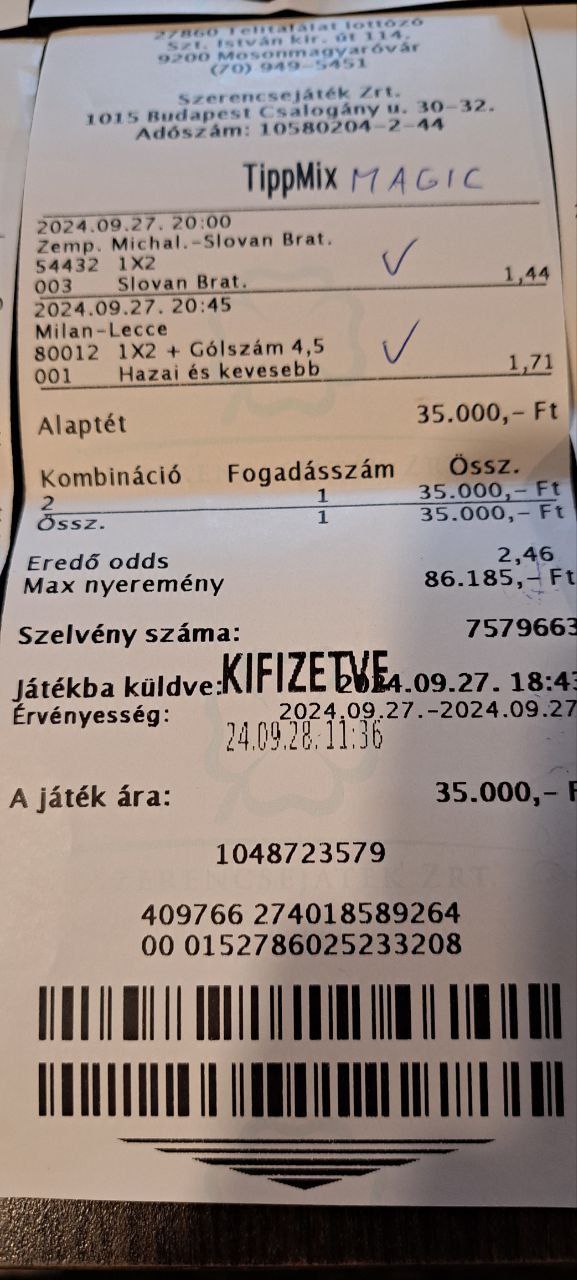 27860 Telitalálat lottózó
Szt. István kir. út 114.
9200 Mosonmagyaróvár
(70) 949-5451
Szerencsejáték Zrt.
1015 Budapest Csalogány u. 30-32.
Adószám: 10580204-2-44
TippMix MAGIC
2024.09.27. 20:00
Zemp. Michal.-Slovan Brat.
54432 1X2
003 Slovan Brat. 1,44
2024.09.27. 20:45
Milan-Lecce
80012 1X2 + Gólszám 4,5
001 Hazai és kevesebb 1,71
Alaptét 35.000,- Ft
Kombináció Fogadásszám Össz.
2 1 35.000,- Ft
Össz. 1 35.000,- Ft
Eredő odds 2,46
Max nyeremény 86.185,- Ft
Szelvény száma: 7579663
KIFIZETVE
Játékba küldve: 2024.09.27. 18:43
Érvényesség: 2024.09.27.-2024.09.27
24.09.28. 11:36
A játék ára: 35.000,- F
1048723579
SZERENCSEJÁTÉK ZRT.
409766 274018589264
00 0152786025233208